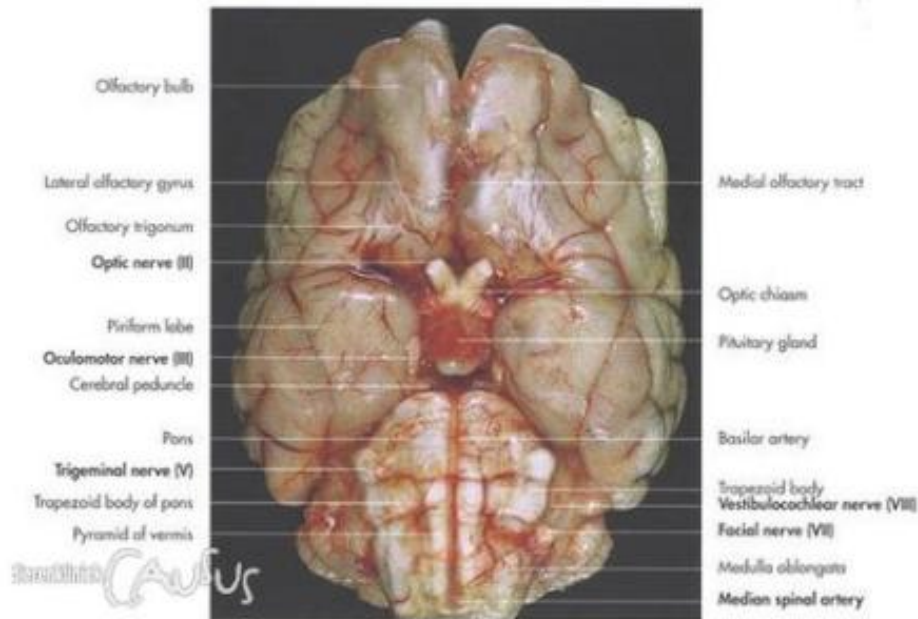 Olfactory bulb
Lateral olfactory gyrus
Olfactory trigonum
Optic nerve (II)
Piriform lobe
Oculomotor nerve (III)
Cerebral peduncle
Pons
Trigeminal nerve (V)
Trapezoid body of pons
Pyramid of vermis
Medial olfactory tract
Optic chiasm
Pituitary gland
Basilar artery
Trapezoid body
Vestibulocochlear nerve (VIII)
Facial nerve (VII)
Medulla oblongata
Median spinal artery
CAUSUS